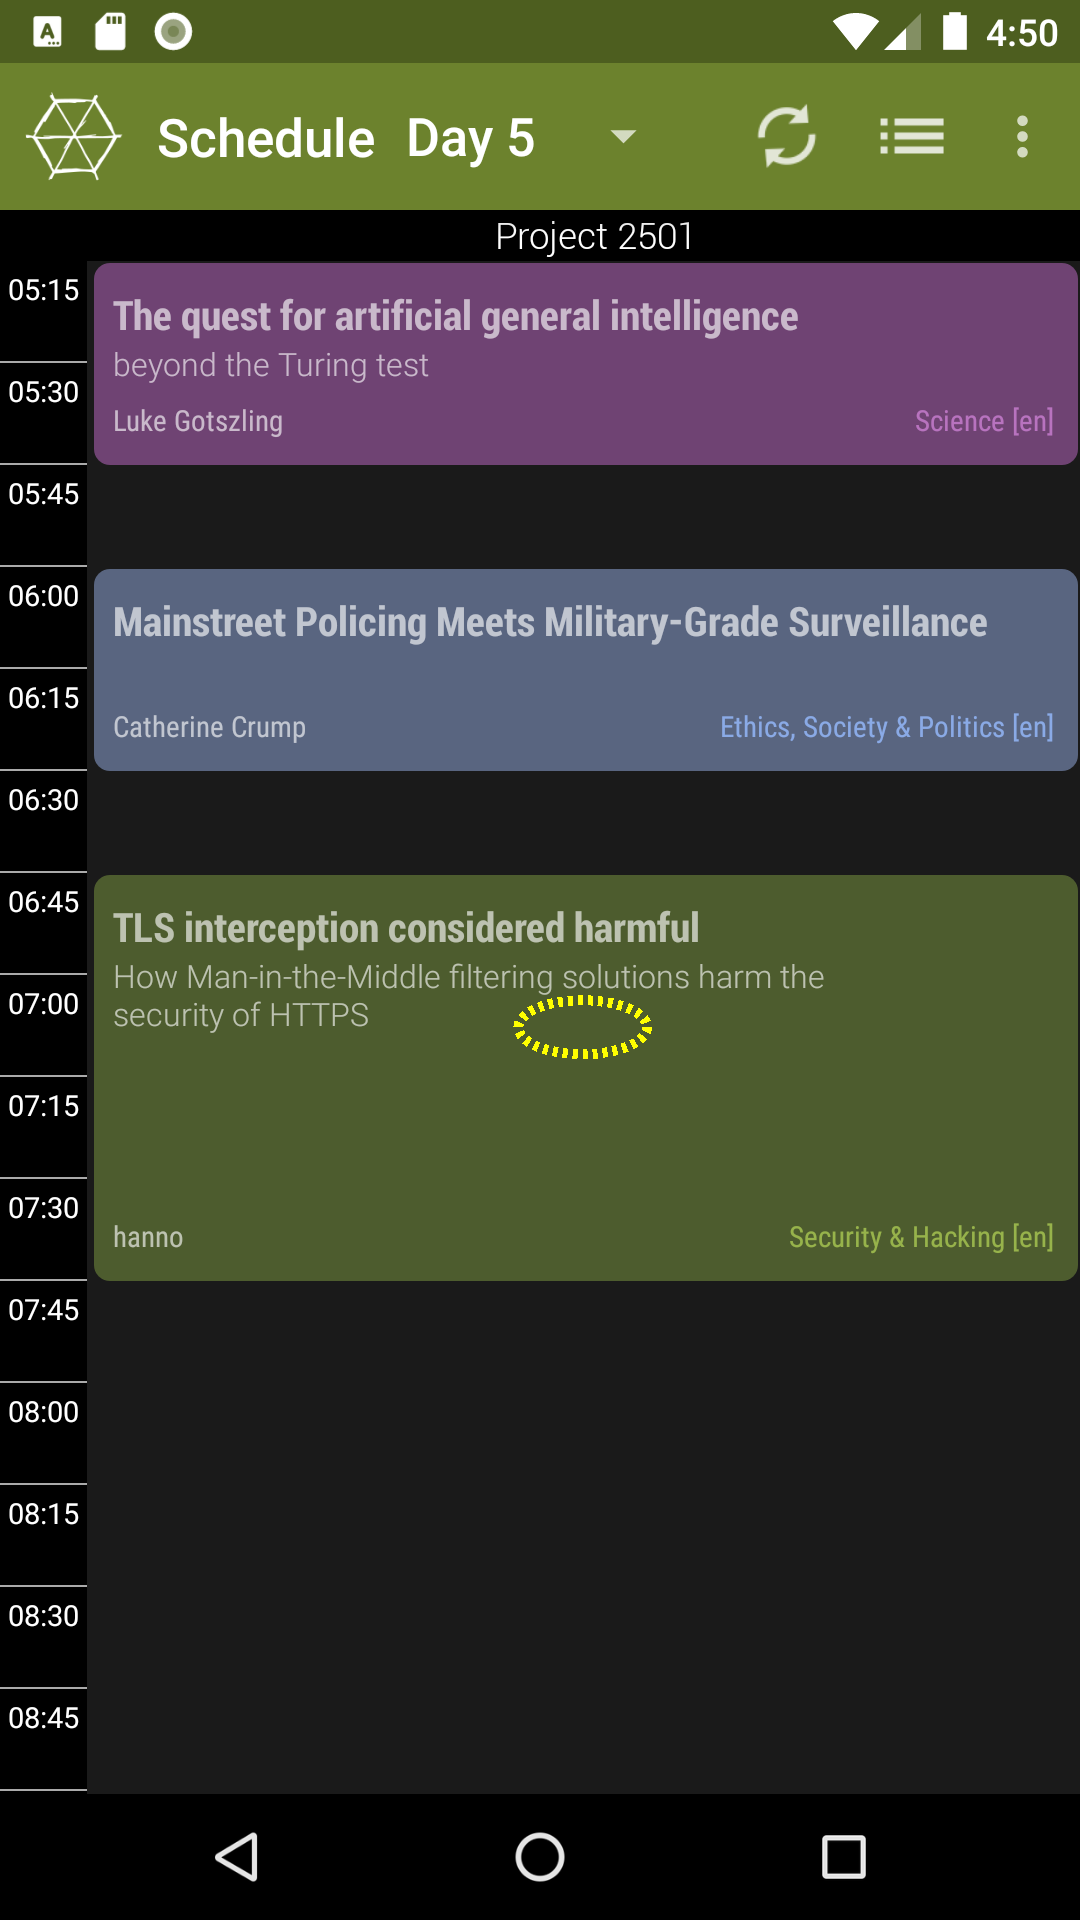 4:50
Schedule Day 5
Project 2501
05:15
The quest for artificial general intelligence
beyond the Turing test
05:30
Luke Gotszling
Science [en]
05:45
06:00
Mainstreet Policing Meets Military-Grade Surveillance
06:15
Catherine Crump
Ethics, Society & Politics [en]
06:30
06:45
TLS interception considered harmful
How Man-in-the-Middle filtering solutions harm the
07:00
security of HTTPS
07:15
07:30
hanno
Security & Hacking [en]
07:45
08:00
08:15
08:30
08:45